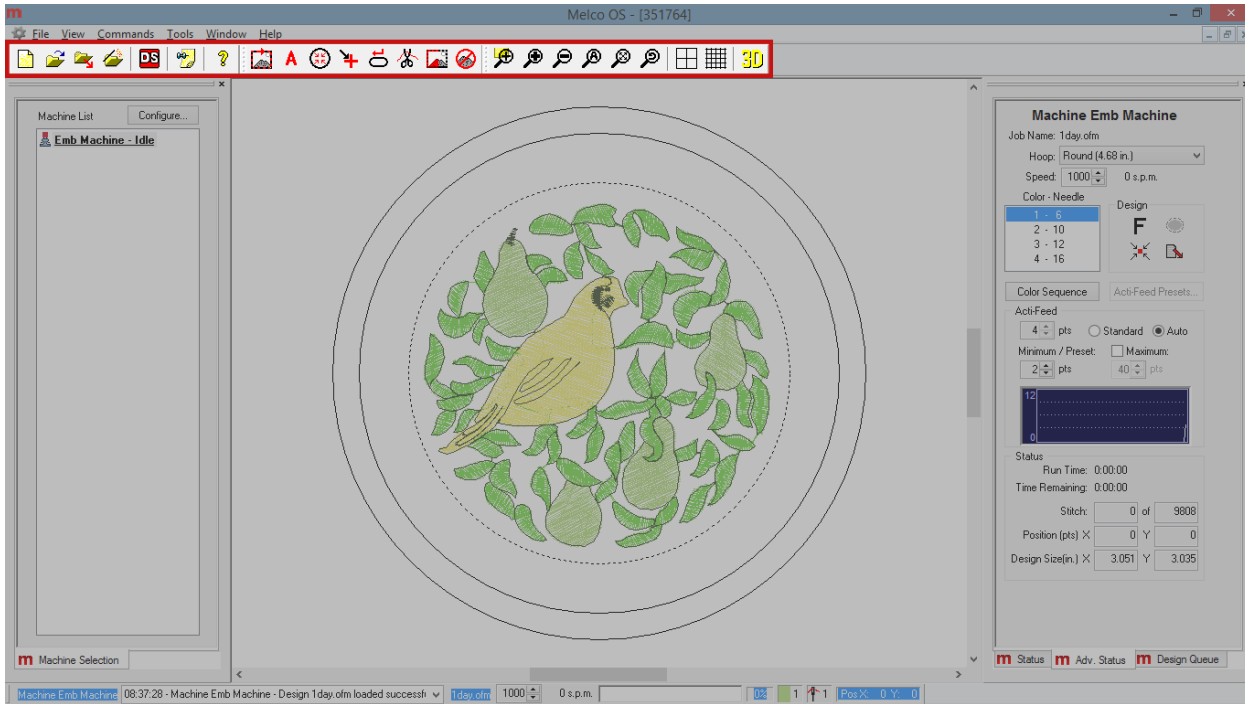 m
Melco OS - [351764]
File View Commands Tools Window Help
DS ? A A 3D
Machine List Configure...
Emb Machine - Idle
Machine Selection
Machine Emb Machine
Job Name: 1day.ofm
Hoop: Round (4.68 in.)
Speed: 1000 0 s.p.m.
Color - Needle
1 - 6
2 - 10
3 - 12
4 - 16
Design
F
Color Sequence Acti-Feed Presets...
Acti-Feed
4 pts Standard Auto
Minimum / Preset: Maximum:
2 pts 40 pts
12
0
Status
Run Time: 0:00:00
Time Remaining: 0:00:00
Stitch: 0 of 9808
Position (pts) X 0 Y 0
Design Size(in.) X 3.051 Y 3.035
m Status m Adv. Status m Design Queue
Machine Emb Machine 08:37:28 - Machine Emb Machine - Design 1day.ofm loaded successf 1day.ofm 1000 0 s.p.m. 0% 1 1 Pos X: 0 Y: 0